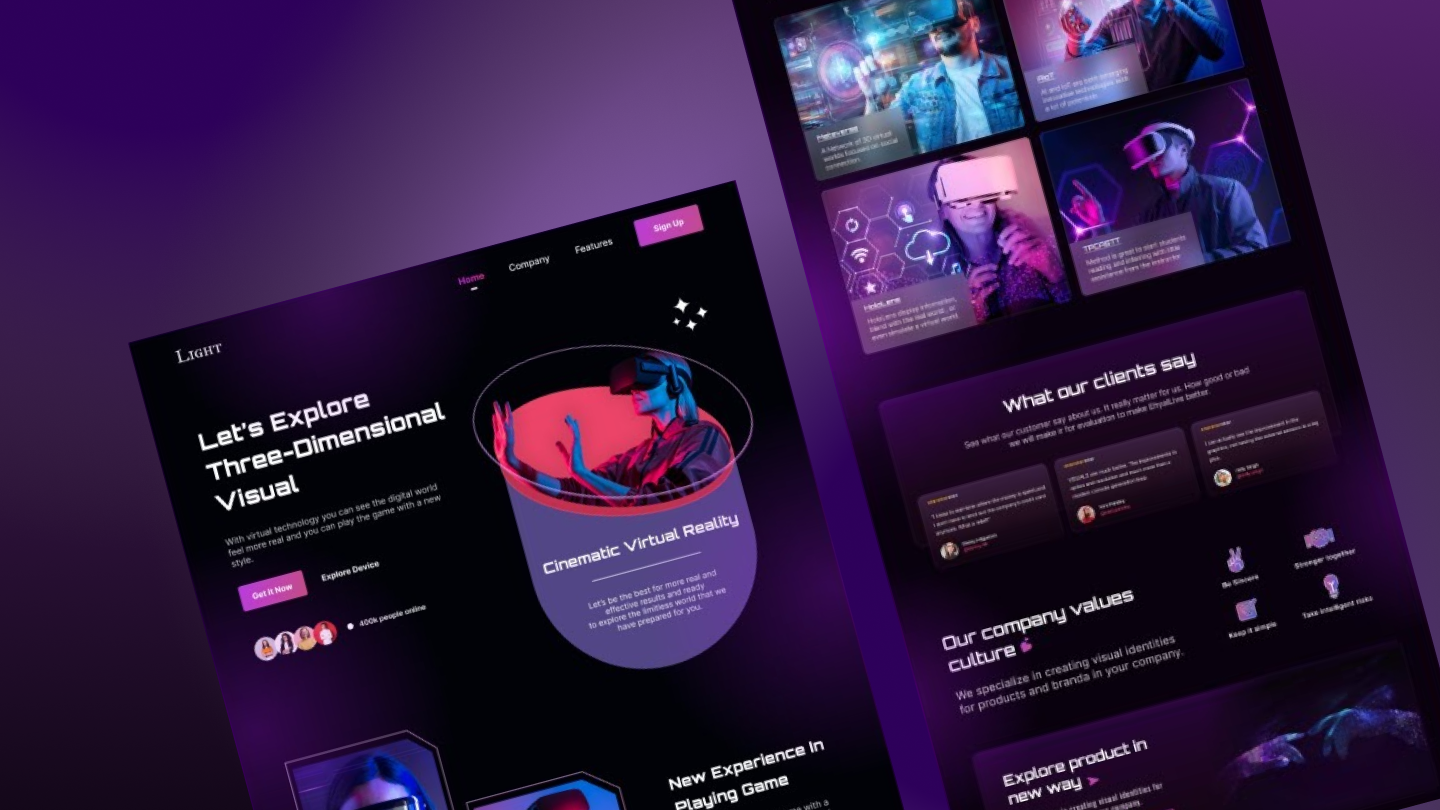 Home
Company
Features
Sign Up
LIGHT
Let's Explore
Three-Dimensional
Visual
With virtual technology you can see the digital world
feel more real and you can play the game with a new
style.
Get It Now
Explore Device
400k people online
Cinematic Virtual Reality
Let's be the best for more real and
effective results and ready
to explore the limitless world that we
have prepared for you.
New Experience In
Playing Game
with a
Metaverse
A Network of 3D virtual
worlds focused on social
connection.
AIoT
AI and IoT are both emerging
innovative technologies with
a lot of potential.
HoloLens
HoloLens display information,
blend with the real world, or
even simulate a virtual world.
TPCASTT
Method is great to start students
reading and inferring with little
assistance from the instructor
What our clients say
See what our customer say about us. It really matter for us. How good or bad
we will make it for evaluation to make better.
Be Sincere
Stronger together
Keep it simple
Take intelligent risks
Our company values
culture
We specialize in creating visual identities
for products and branda in your company.
Explore product in
new way
creating visual identities for
company.